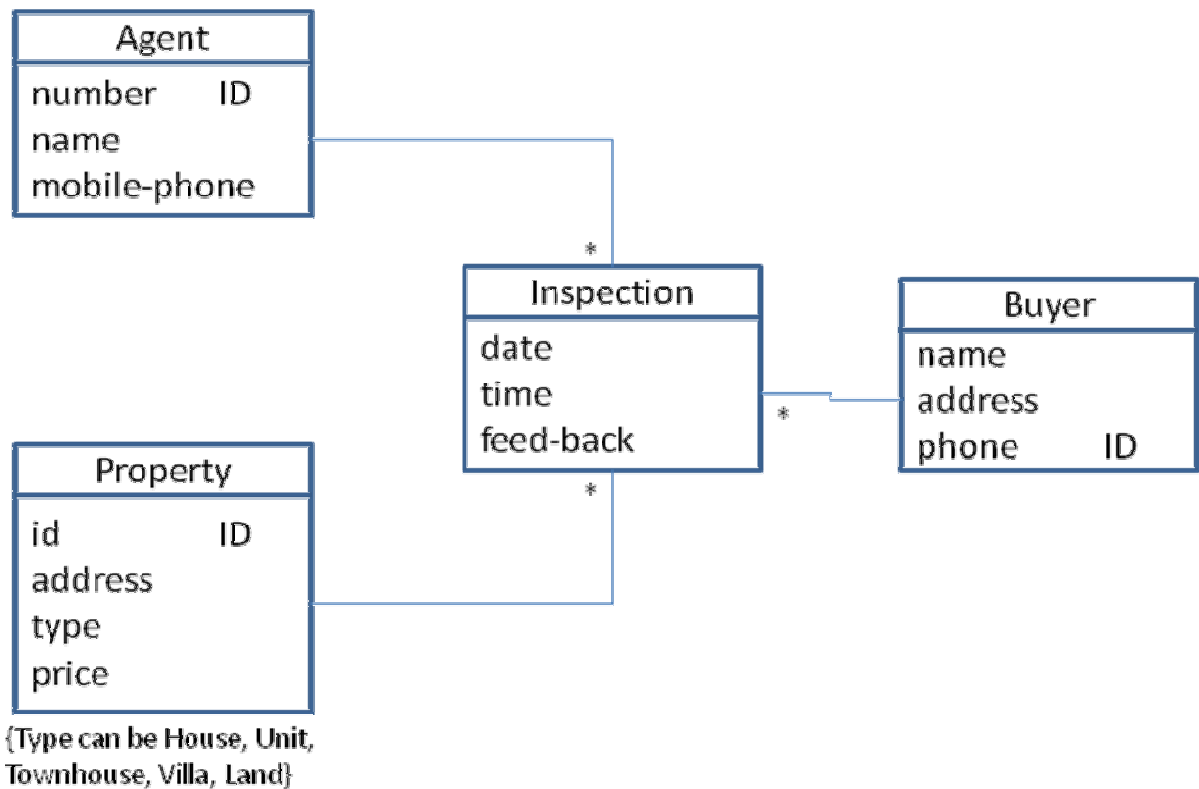 Agent
number ID
name
mobile-phone
*
Inspection
date
time
feed-back
*
*
Buyer
name
address
phone ID
Property
id ID
address
type
price
{Type can be House, Unit,
Townhouse, Villa, Land}